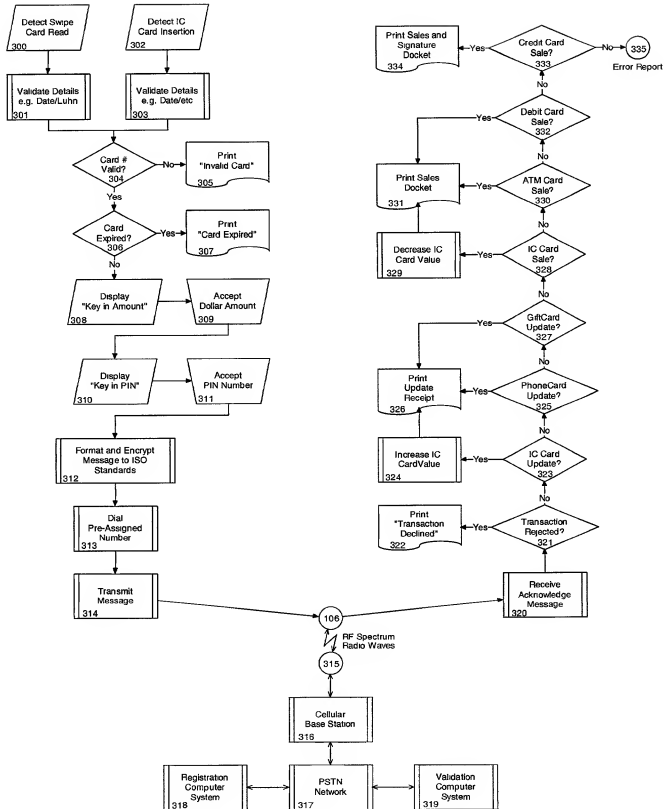 Detect Swipe
Card Read
300
Detect IC
Card Insertion
302
Validate Details
e.g. Date/Luhn
301
Validate Details
e.g. Date/etc
303
Card #
Valid?
304
No
Print
"Invalid Card"
305
Yes
Card
Expired?
306
Yes
Print
"Card Expired"
307
No
Display
"Key in Amount"
308
Accept
Dollar Amount
309
Display
"Key in PIN"
310
Accept
PIN Number
311
Format and Encrypt
Message to ISO
Standards
312
Dial
Pre-Assigned
Number
313
Transmit
Message
314
106
RF Spectrum
Radio Waves
315
Cellular
Base Station
316
Registration
Computer
System
318
PSTN
Network
317
Validation
Computer
System
319
Receive
Acknowledge
Message
320
Transaction
Rejected?
321
Yes
Print
"Transaction
Declined"
322
No
IC Card
Update?
323
Yes
Increase IC
CardValue
324
No
PhoneCard
Update?
325
Yes
Print
Update
Receipt
326
No
GiftCard
Update?
327
Yes
No
IC Card
Sale?
328
Yes
Decrease IC
Card Value
329
No
ATM Card
Sale?
330
Yes
Print Sales
Docket
331
No
Debit Card
Sale?
332
Yes
No
Credit Card
Sale?
333
Yes
Print Sales and
Signature
Docket
334
No
335
Error Report